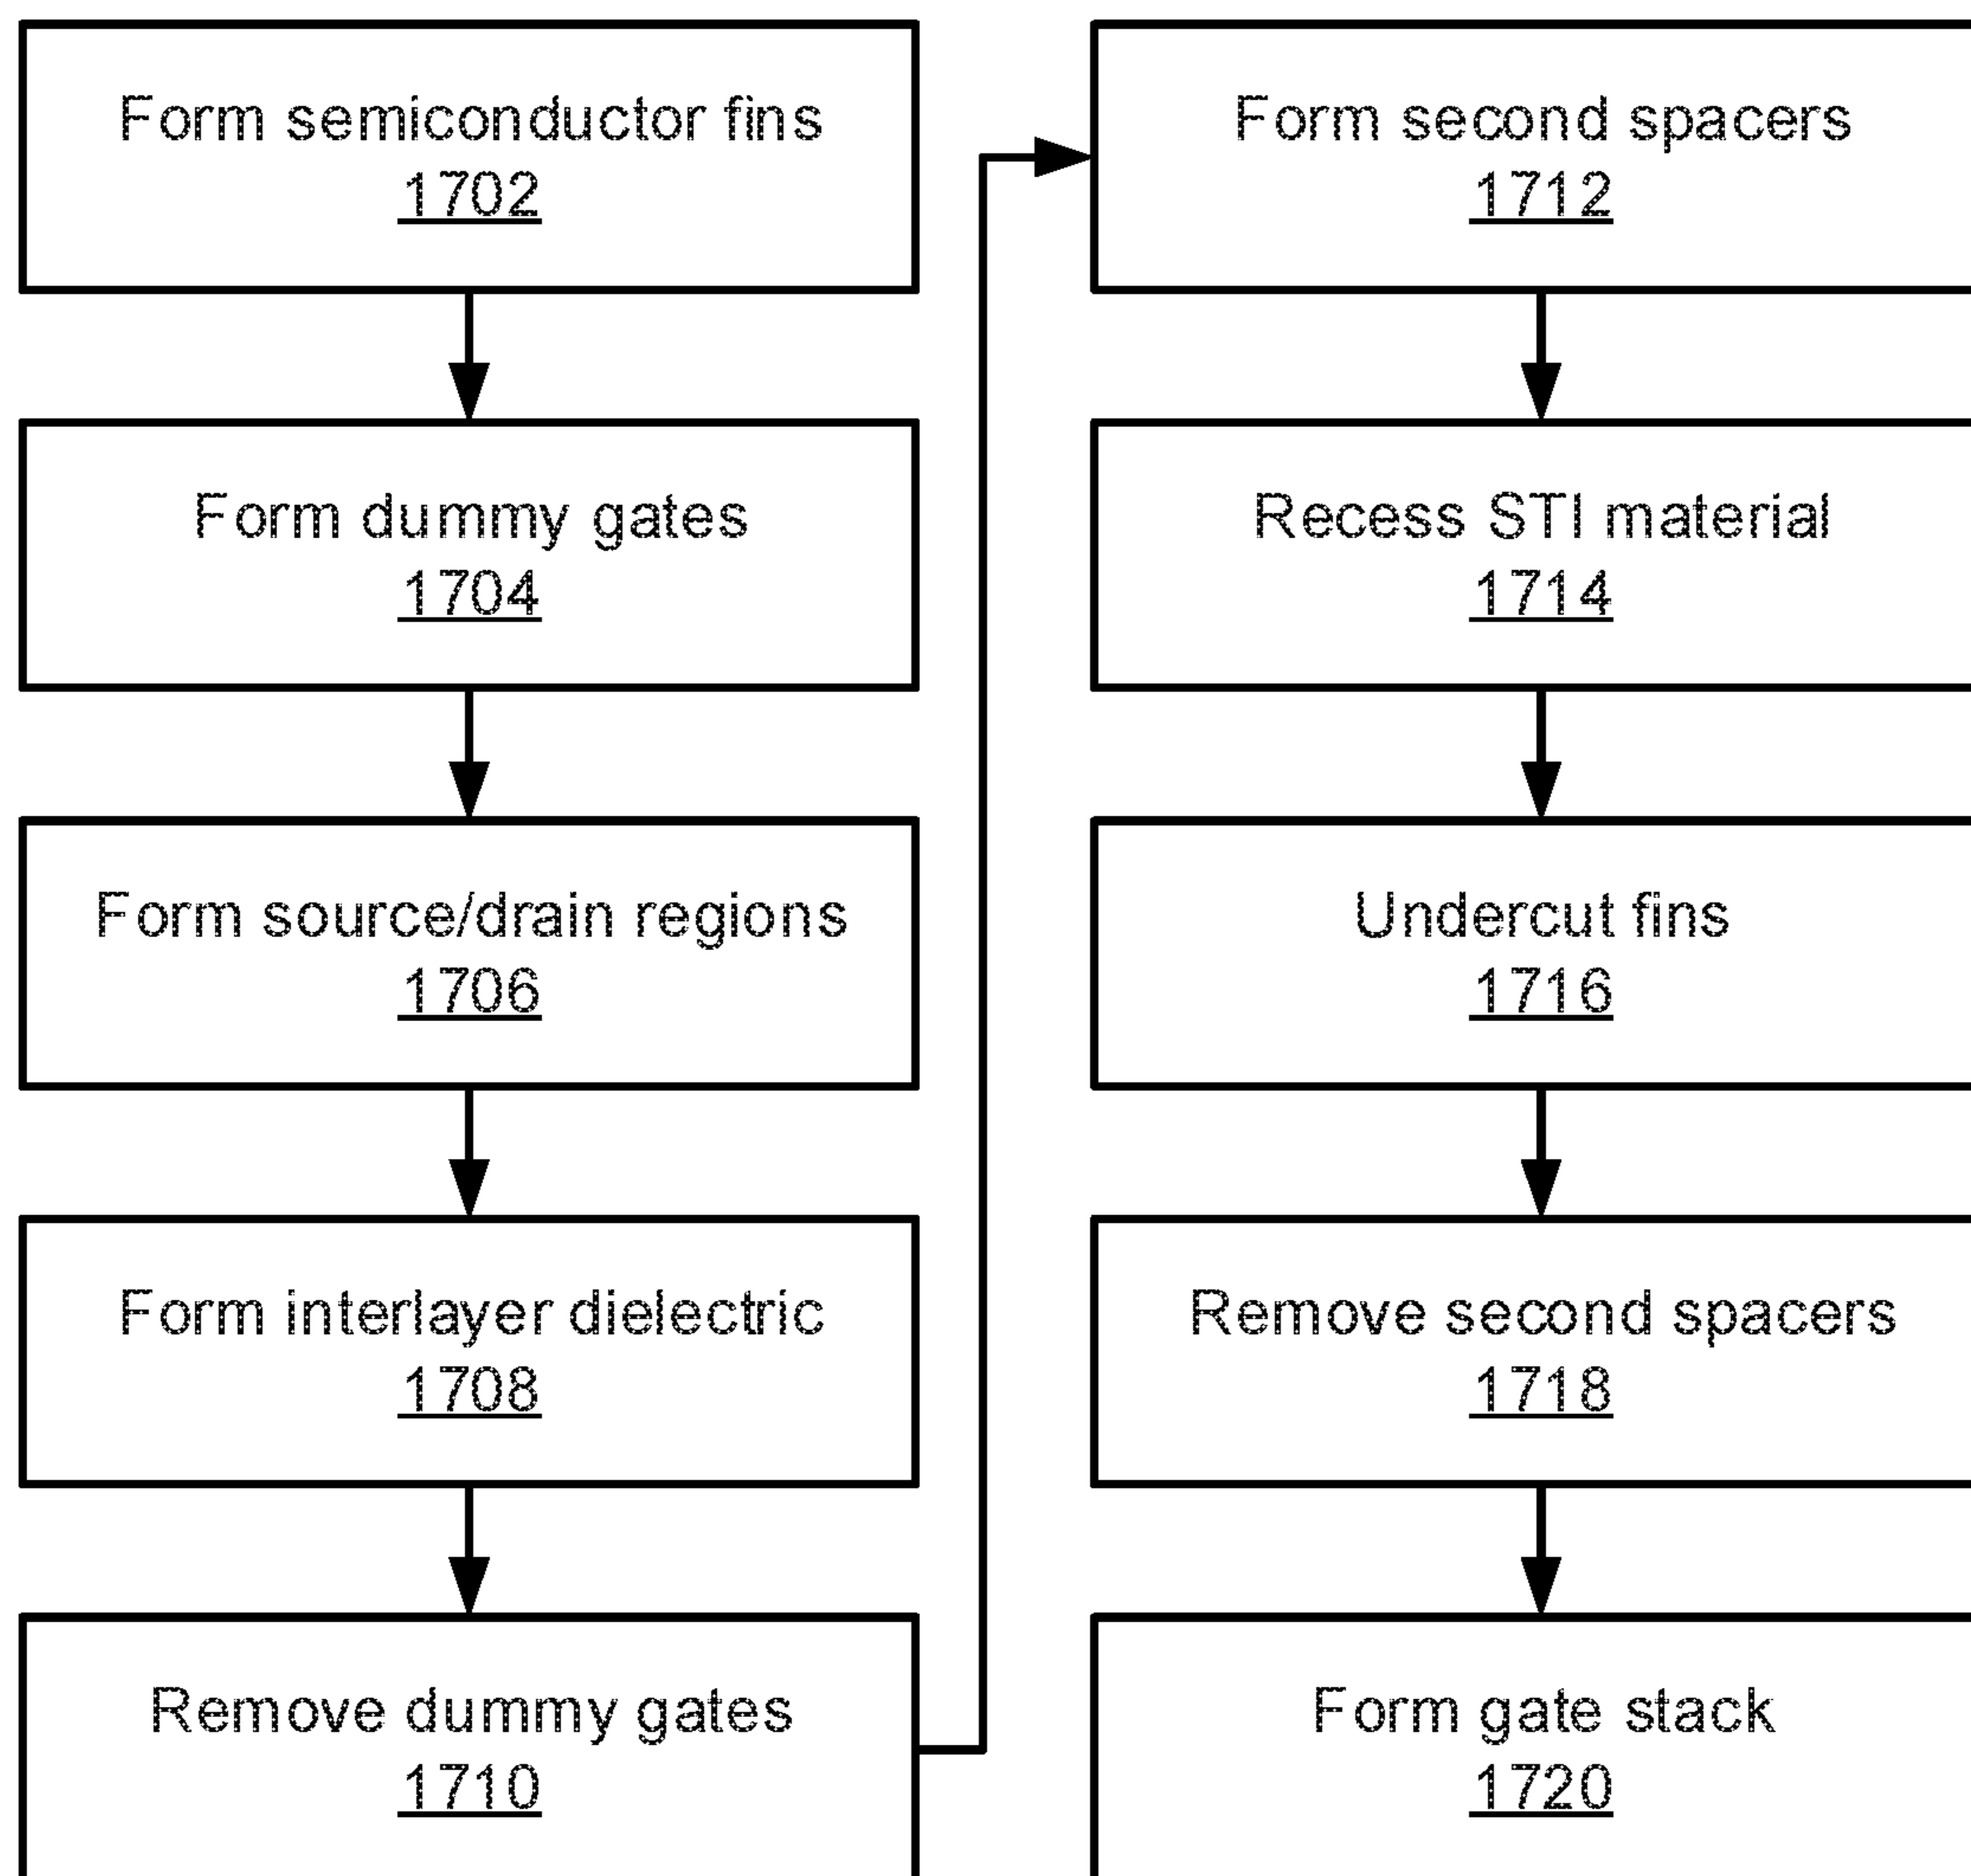 Form semiconductor fins
1702
Form dummy gates
1704
Form source/drain regions
1706
Form interlayer dielectric
1708
Remove dummy gates
1710
Form second spacers
1712
Recess STI material
1714
Undercut fins
1716
Remove second spacers
1718
Form gate stack
1720